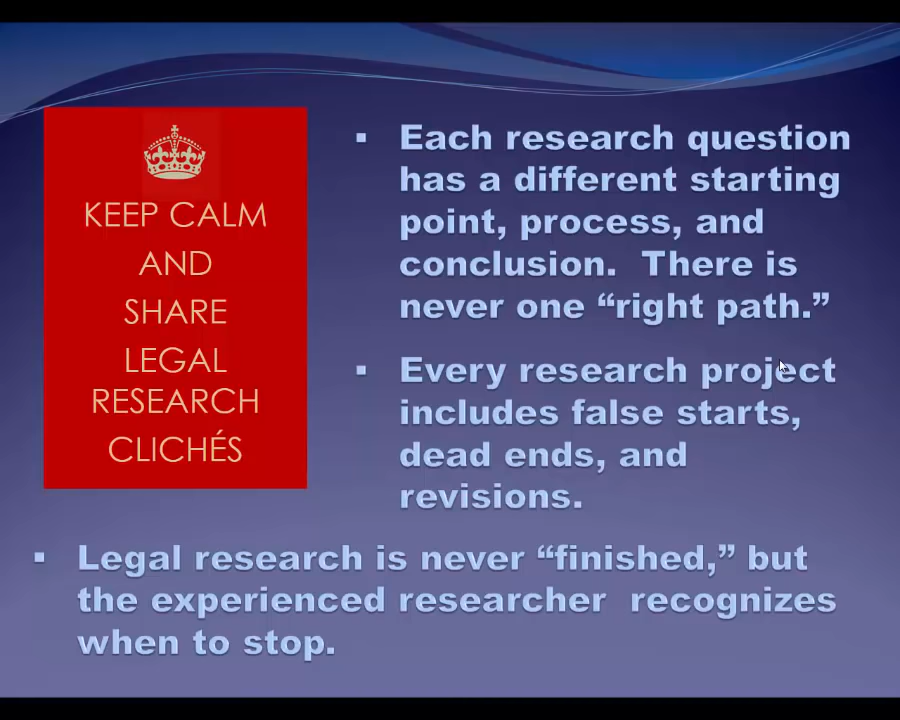 KEEP CALM
AND
SHARE
LEGAL
RESEARCH
CLICHÉS
▪ Each research question
has a different starting
point, process, and
conclusion.  There is
never one “right path.”
▪ Every research project
includes false starts,
dead ends, and
revisions.
▪ Legal research is never “finished,” but
the experienced researcher  recognizes
when to stop.